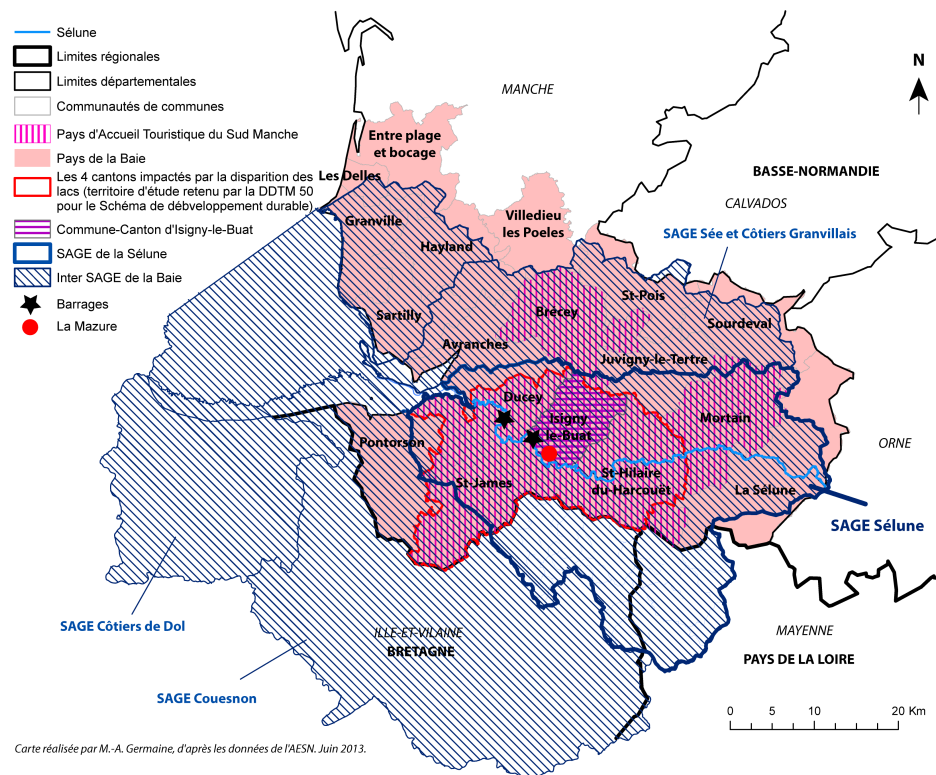 Sélune
Limites régionales
Limites départementales
Communautés de communes
Pays d'Accueil Touristique du Sud Manche
Pays de la Baie
Les 4 cantons impactés par la disparition des
lacs (territoire d'étude retenu par la DDTM 50
pour le Schéma de débveloppement durable)
Commune-Canton d'Isigny-le-Buat
SAGE de la Sélune
Inter SAGE de la Baie
Barrages
La Mazure
N
MANCHE
Entre plage
et bocage
Les Delles
BASSE-NORMANDIE
CALVADOS
Granville
Villedieu
les Poeles
SAGE Sée et Côtiers Granvillais
Hayland
St-Pois
Brecey
Sartilly
Sourdeval
Avranches
Juvigny-le-Tertre
Ducey
Isigny
le-Buat
Mortain
Pontorson
ORNE
St-James
St-Hilaire
du-Harcouët
La Sélune
SAGE Sélune
SAGE Côtiers de Dol
ILLE-ET-VILAINE
BRETAGNE
MAYENNE
PAYS DE LA LOIRE
SAGE Couesnon
0 5 10 20 Km
Carte réalisée par M.-A. Germaine, d'après les données de l'AESN. Juin 2013.